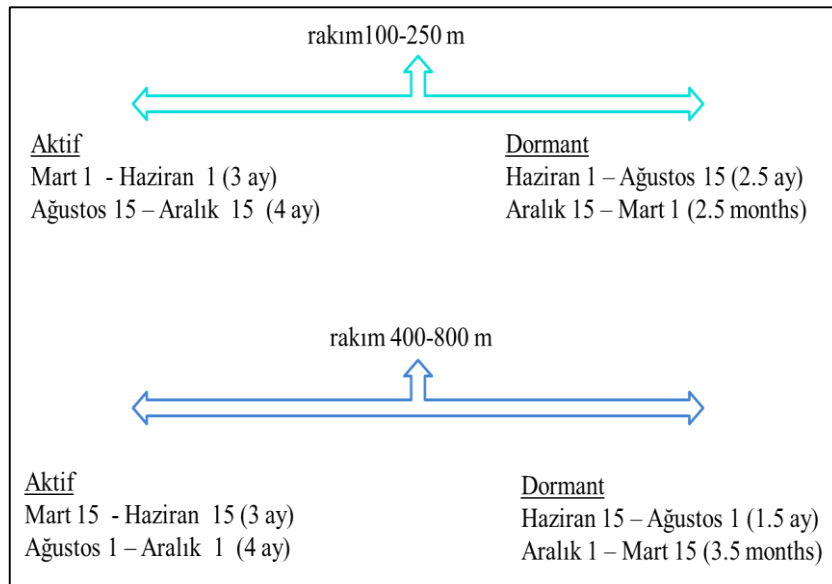 rakım100-250 m
Aktif
Mart 1 - Haziran 1 (3 ay)
Ağustos 15 – Aralık 15 (4 ay)
Dormant
Haziran 1 – Ağustos 15 (2.5 ay)
Aralık 15 – Mart 1 (2.5 months)
rakım 400-800 m
Aktif
Mart 15 - Haziran 15 (3 ay)
Ağustos 1 – Aralık 1 (4 ay)
Dormant
Haziran 15 – Ağustos 1 (1.5 ay)
Aralık 1 – Mart 15 (3.5 months)